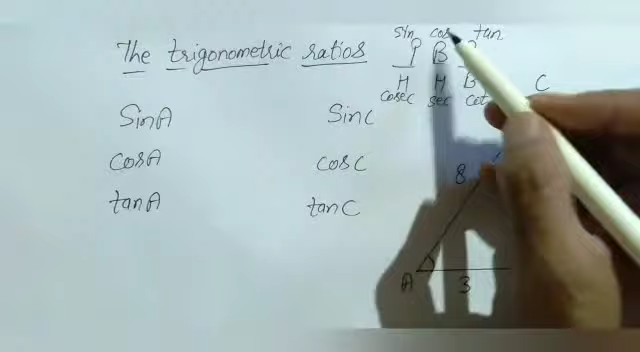 The trigonometric ratios
sin cos tan
P B P
H H B
cosec sec cot
SinA SinC
cosA cosC
tanA tanC
C
8
A
3